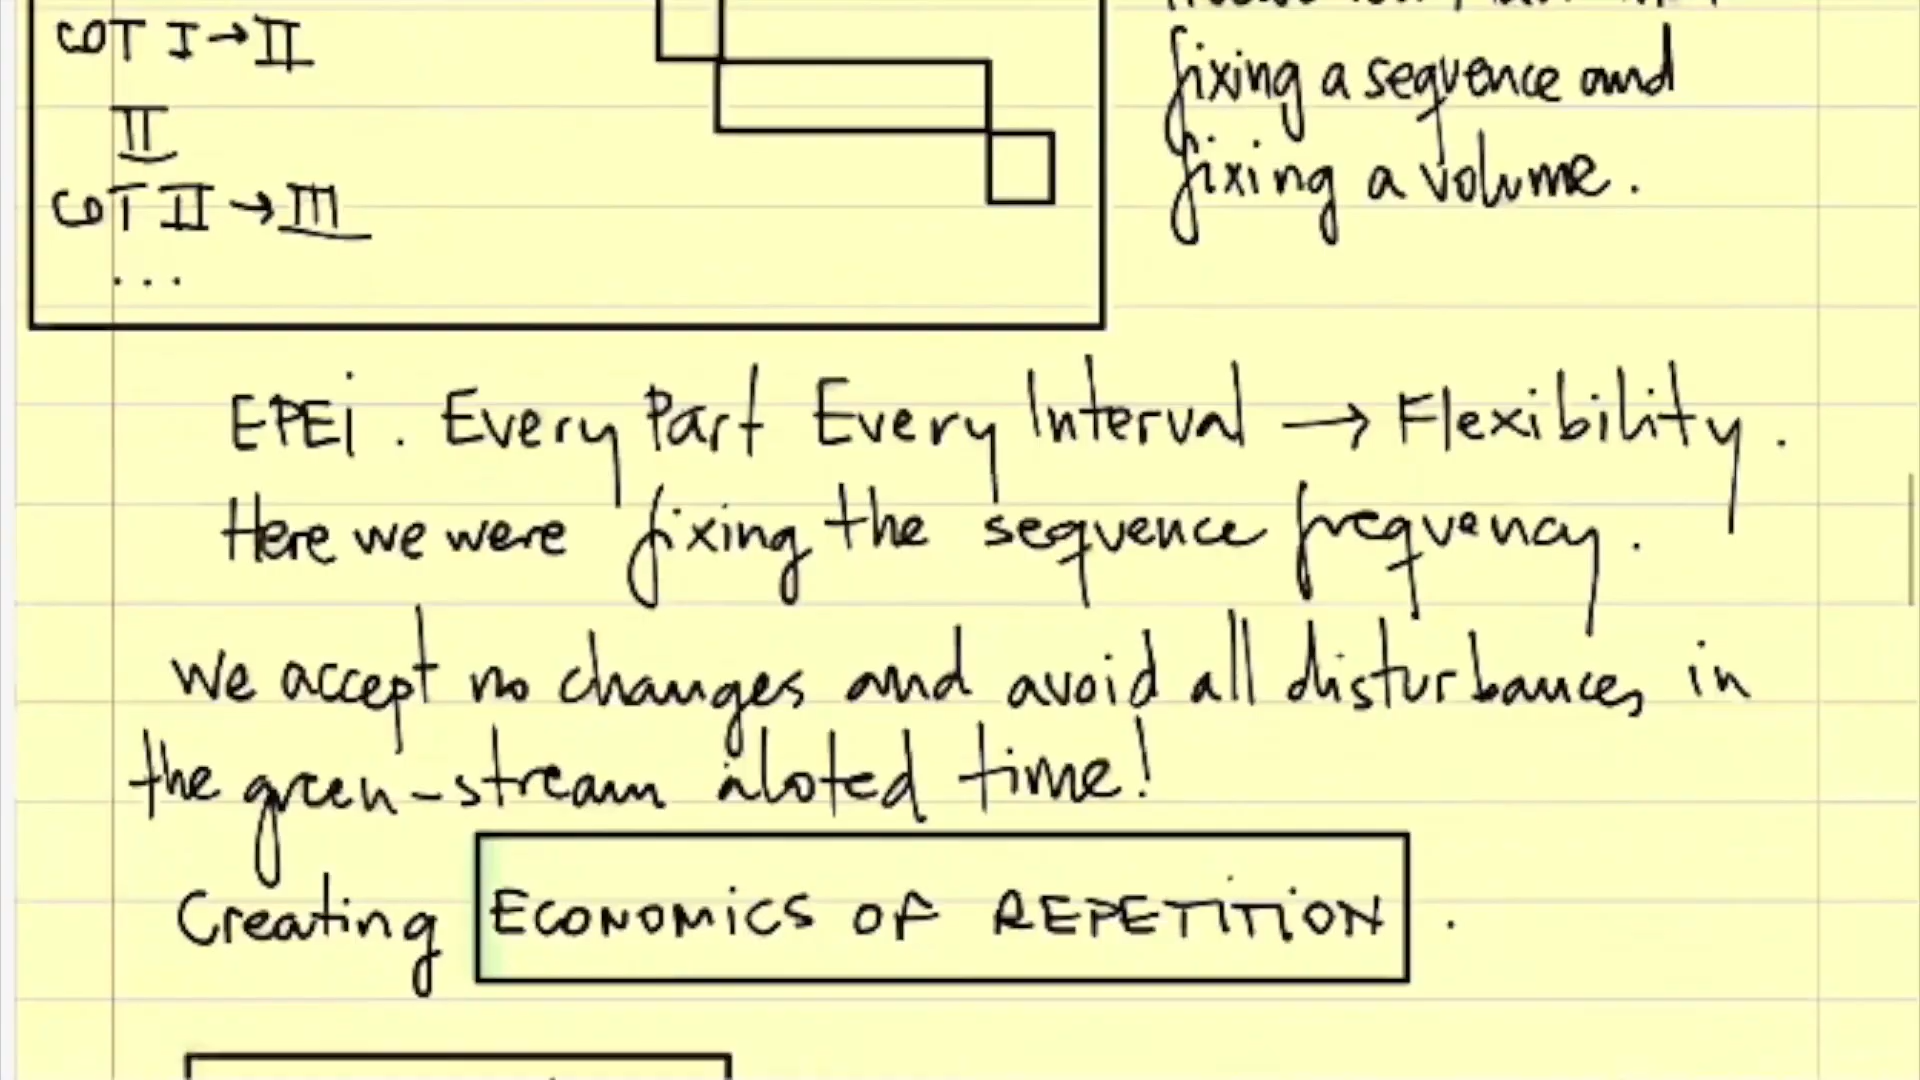 COT I→II
II
COT II→III
...
fixing a sequence and
fixing a volume.
EPEi. Every Part Every Interval → Flexibility.
Here we were fixing the sequence frequency.
We accept no changes and avoid all disturbances in
the green-stream aloted time!
Creating ECONOMICS OF REPETITION.